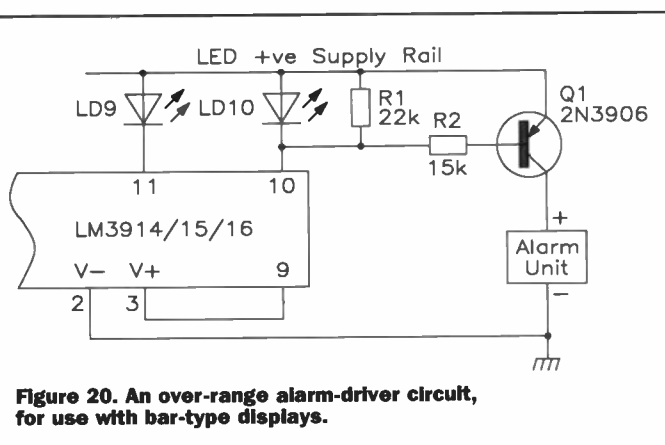 LED +ve Supply Rail
LD9
LD10
R1
22k
R2
15k
Q1
2N3906
11
10
LM3914/15/16
V-
V+
9
2
3
+
Alarm
Unit
-
Figure 20. An over-range alarm-driver circuit,
for use with bar-type displays.